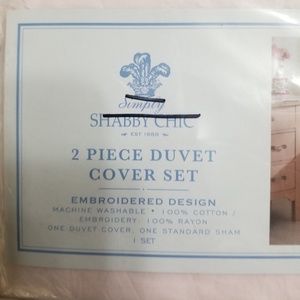 Simply
SHABBY CHIC
EST 1989
2 PIECE DUVET
COVER SET
EMBROIDERED DESIGN
MACHINE WASHABLE • 100% COTTON /
EMBROIDERY: 100% RAYON
ONE DUVET COVER, ONE STANDARD SHAM
1 SET